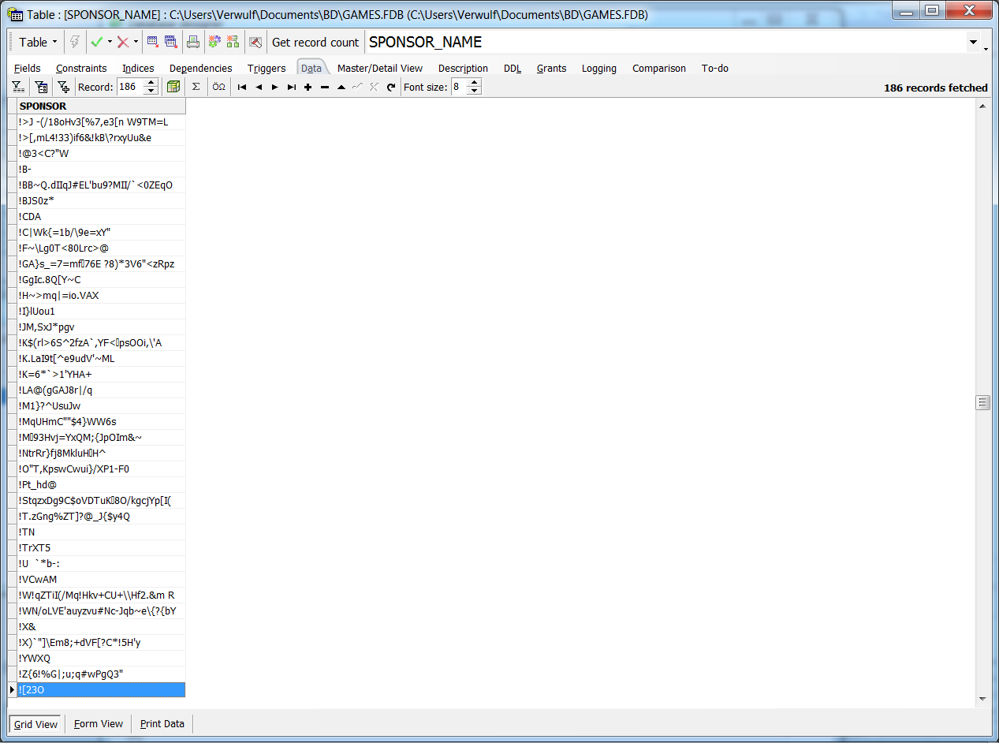 Table : [SPONSOR_NAME] : C:\Users\Verwulf\Documents\BD\GAMES.FDB (C:\Users\Verwulf\Documents\BD\GAMES.FDB)
Table Get record count SPONSOR_NAME
Fields Constraints Indices Dependencies Triggers Data Master/Detail View Description DDL Grants Logging Comparison To-do
Record: 186 Σ ÖΩ Font size: 8 186 records fetched
SPONSOR
!>J -(/18oHv3[%7,e3[n W9TM=L
!>[,mL4!33)if6&!kB\?rxyUu&e
!@3<C?"W
!B-
!BB~Q.dIIqJ#EL'bu9?MII/`<0ZEqO
!BJS0z*
!CDA
!C|Wk{=1b/\9e=xY"
!F~\Lg0T<80Lrc>@
!GA}s_=7=mf▯76E ?8)*3V6"<zRpz
!GgIc.8Q[Y~C
!H~>mq|=io.VAX
!I}lUou1
!JM,SxJ*pgv
!K$(rl>6S^2fzA`,YF<▯psOOi,\'A
!K.LaI9t[^e9udV'~ML
!K=6*`>1'YHA+
!LA@(gGAJ8r|/q
!M1}?^UsuJw
!MqUHmC""$4}WW6s
!M▯93Hvj=YxQM;{JpOIm&~
!NtrRr}fj8MkluH▯H^
!O"T,KpswCwui}/XP1-F0
!Pt_hd@
!StqzxDg9C$oVDTuK▯8O/kgcjYp[I(
!T.zGng%ZT]?@_J{$y4Q
!TN
!TrXT5
!U  `*b-:
!VCwAM
!W!qZTiI(/Mq!Hkv+CU+\\Hf2.&m R
!WN/oLVE'auyzvu#Nc-Jqb~e\{?{bY
!X&
!X)`"]\Em8;+dVF[?C*!5H'y
!YWXQ
!Z{6!%G|;u;q#wPgQ3"
![23O
Grid View Form View Print Data